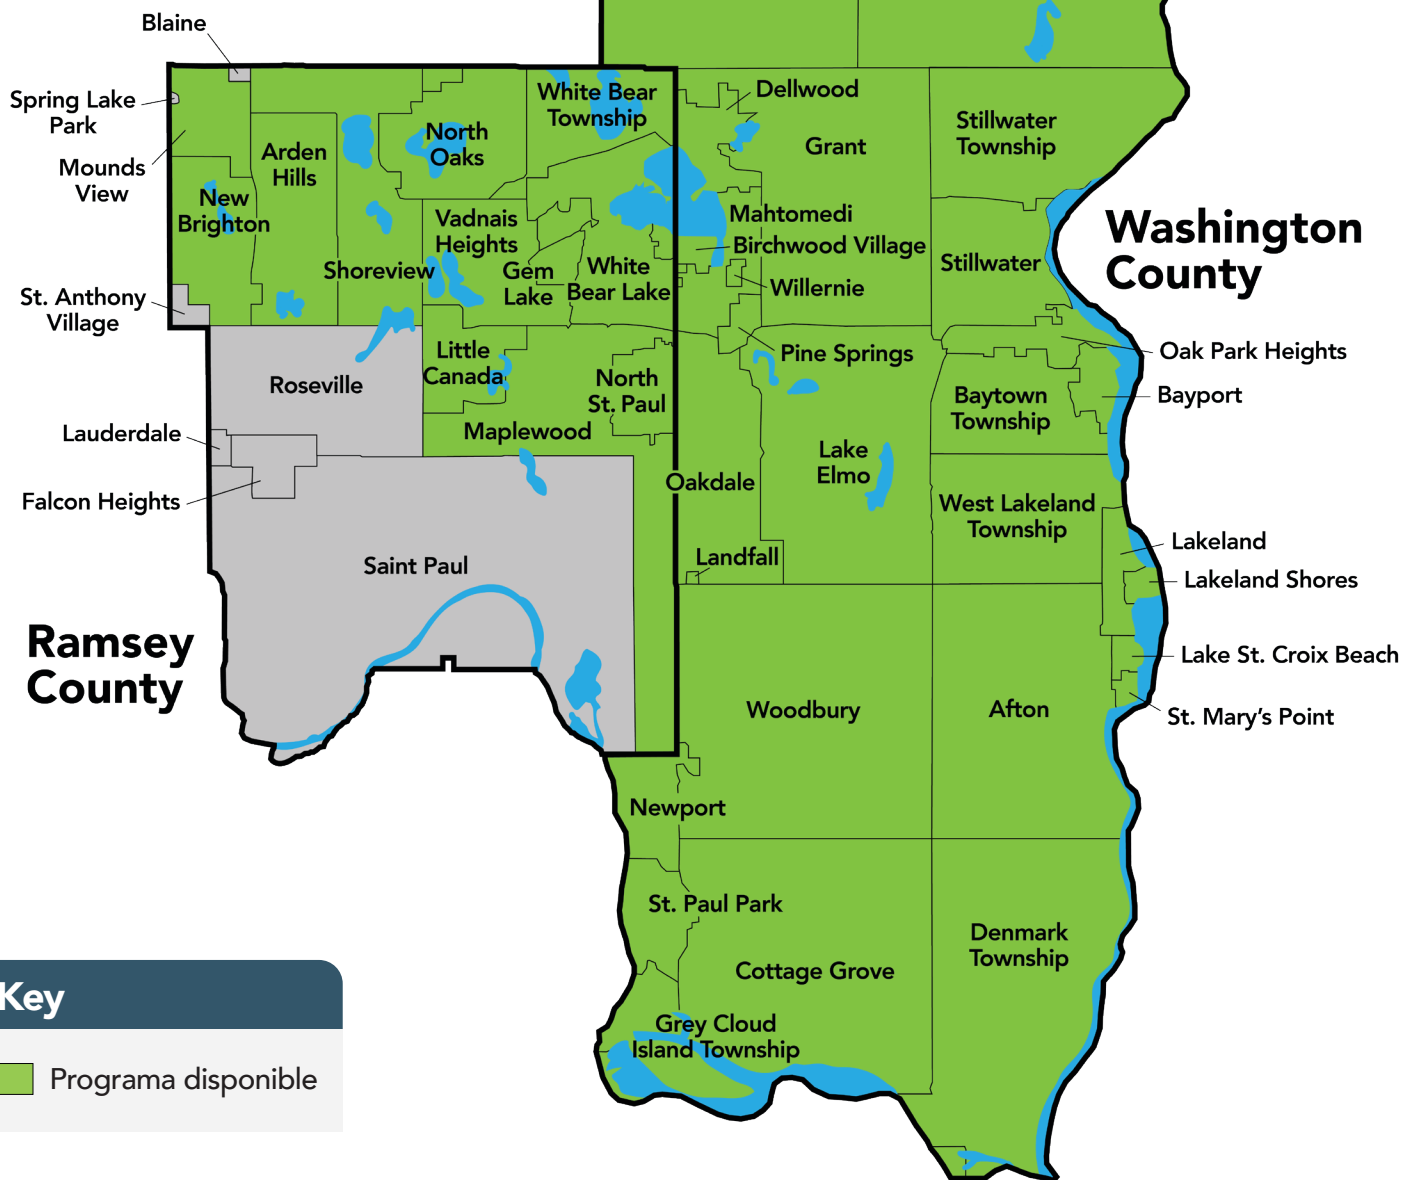 Blaine
Spring Lake
Park
Mounds
View
New
Brighton
Arden
Hills
North
Oaks
White Bear
Township
Dellwood
Grant
Stillwater
Township
Washington
County
Mahtomedi
Birchwood Village
Willernie
Stillwater
Vadnais
Heights
Shoreview
Gem
Lake
White
Bear Lake
St. Anthony
Village
Roseville
Little
Canada
North
St. Paul
Maplewood
Pine Springs
Oak Park Heights
Baytown
Township
Bayport
Lauderdale
Falcon Heights
Oakdale
Lake
Elmo
West Lakeland
Township
Landfall
Lakeland
Lakeland Shores
Saint Paul
Ramsey
County
Lake St. Croix Beach
St. Mary's Point
Woodbury
Afton
Newport
St. Paul Park
Cottage Grove
Denmark
Township
Grey Cloud
Island Township
Key
Programa disponible